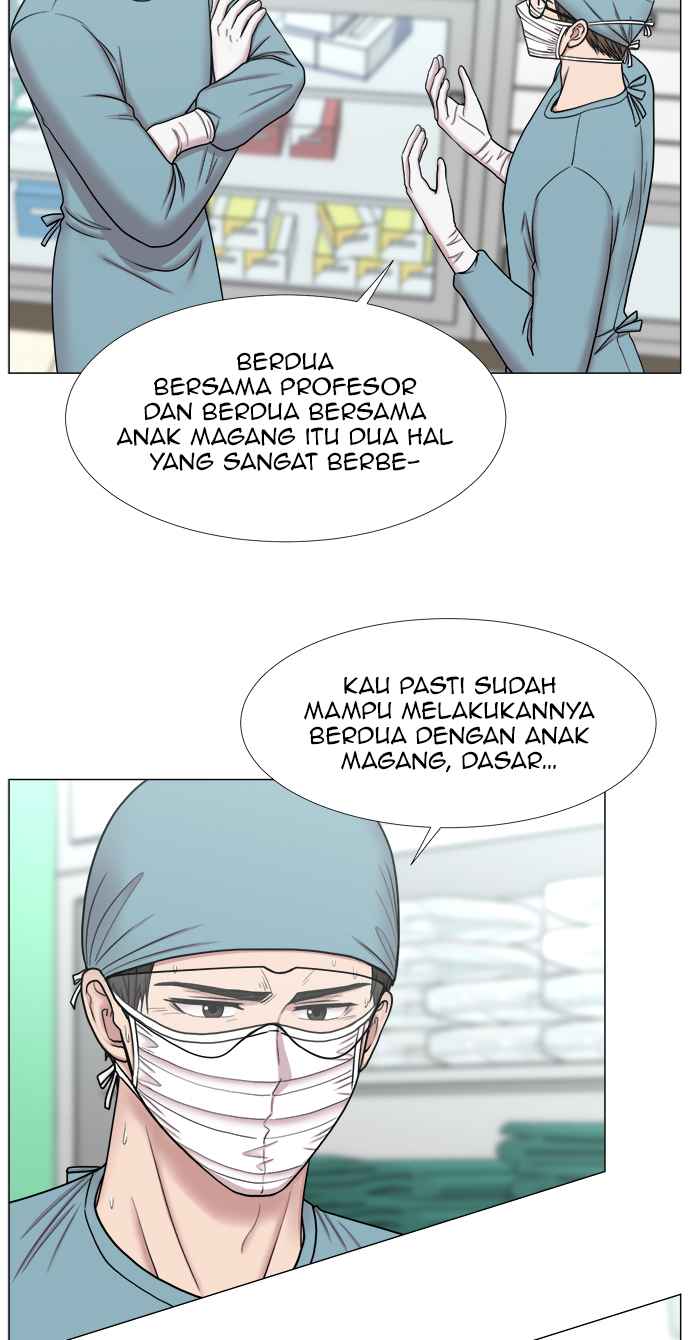 BERDUA
BERSAMA PROFESOR
DAN BERDUA BERSAMA
ANAK MAGANG ITU DUA HAL
YANG SANGAT BERBE-
KAU PASTI SUDAH
MAMPU MELAKUKANNYA
BERDUA DENGAN ANAK
MAGANG, DASAR...